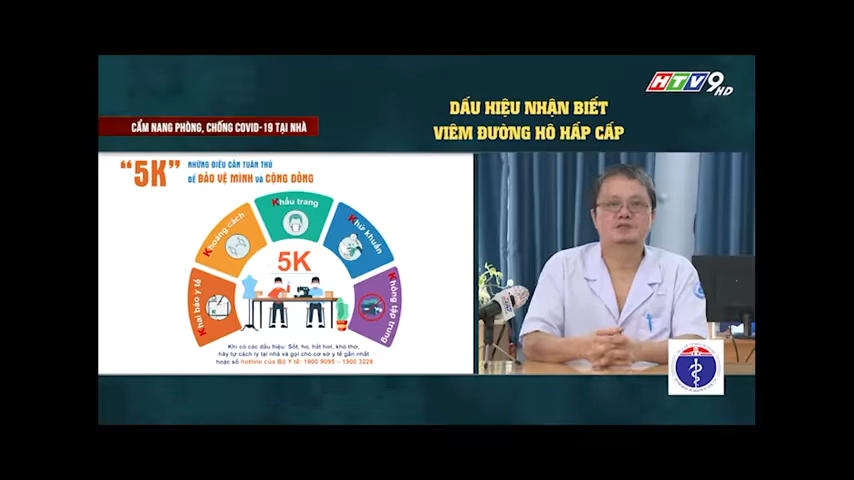 HTV9 HD
DẤU HIỆU NHẬN BIẾT
VIÊM ĐƯỜNG HÔ HẤP CẤP
CẨM NANG PHÒNG, CHỐNG COVID-19 TẠI NHÀ
“5K”
NHỮNG ĐIỀU CẦN TUÂN THỦ
ĐỂ BẢO VỆ MÌNH VÀ CỘNG ĐỒNG
Khai báo y tế
Khoảng cách
Khẩu trang
Khử khuẩn
Không tập trung
5K
Khi có các dấu hiệu: Sốt, ho, hắt hơi, khó thở,
hãy tự cách ly tại nhà và gọi cho cơ sở y tế gần nhất
hoặc số hotline của Bộ Y tế: 1900 9095 – 1900 3228